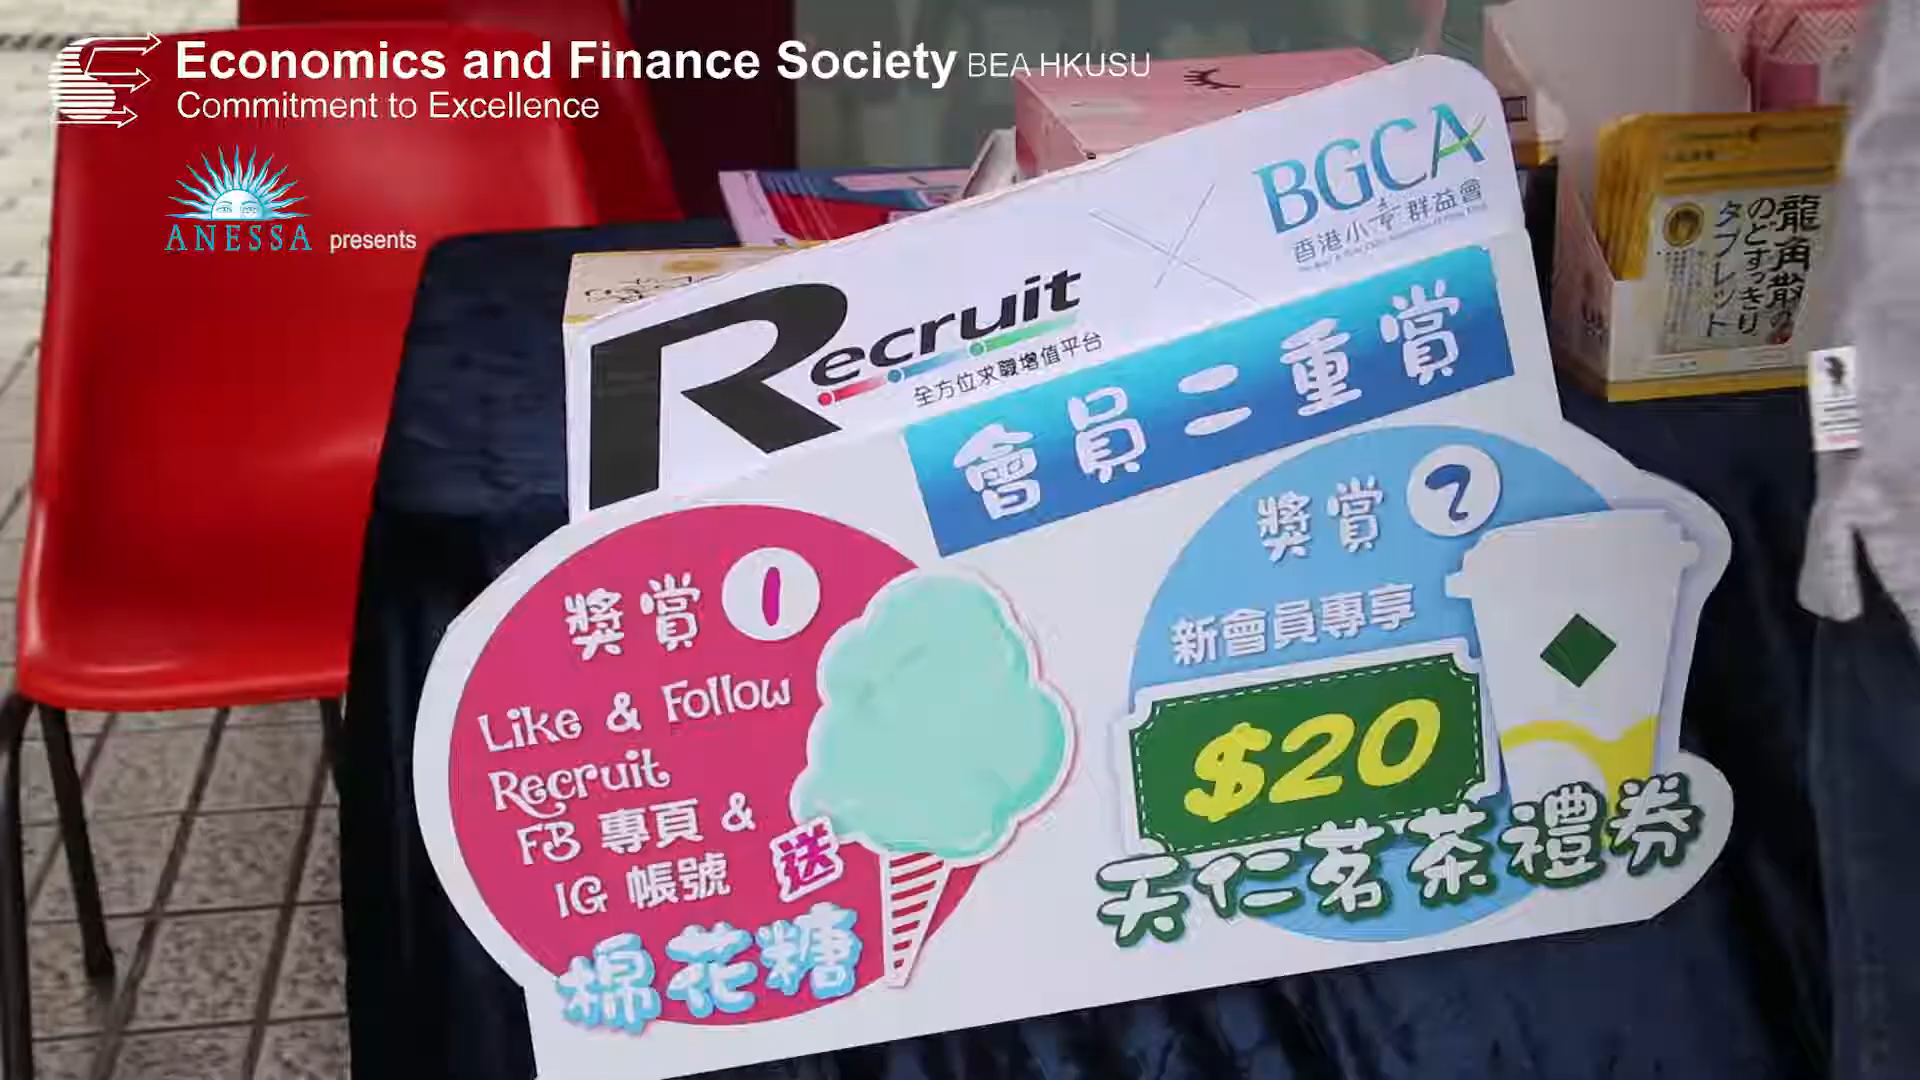 Economics and Finance Society BEA HKUSU
Commitment to Excellence
ANESSA presents
BGCA
香港小童群益會
Recruit
全方位求職增值平台
會員二重賞
獎賞 1
Like & Follow
Recruit
FB 專頁 &
IG 帳號 送
棉花糖
獎賞 2
新會員專享
$20
天仁茗茶禮券
龍角散の
のどすっきり
タブレット